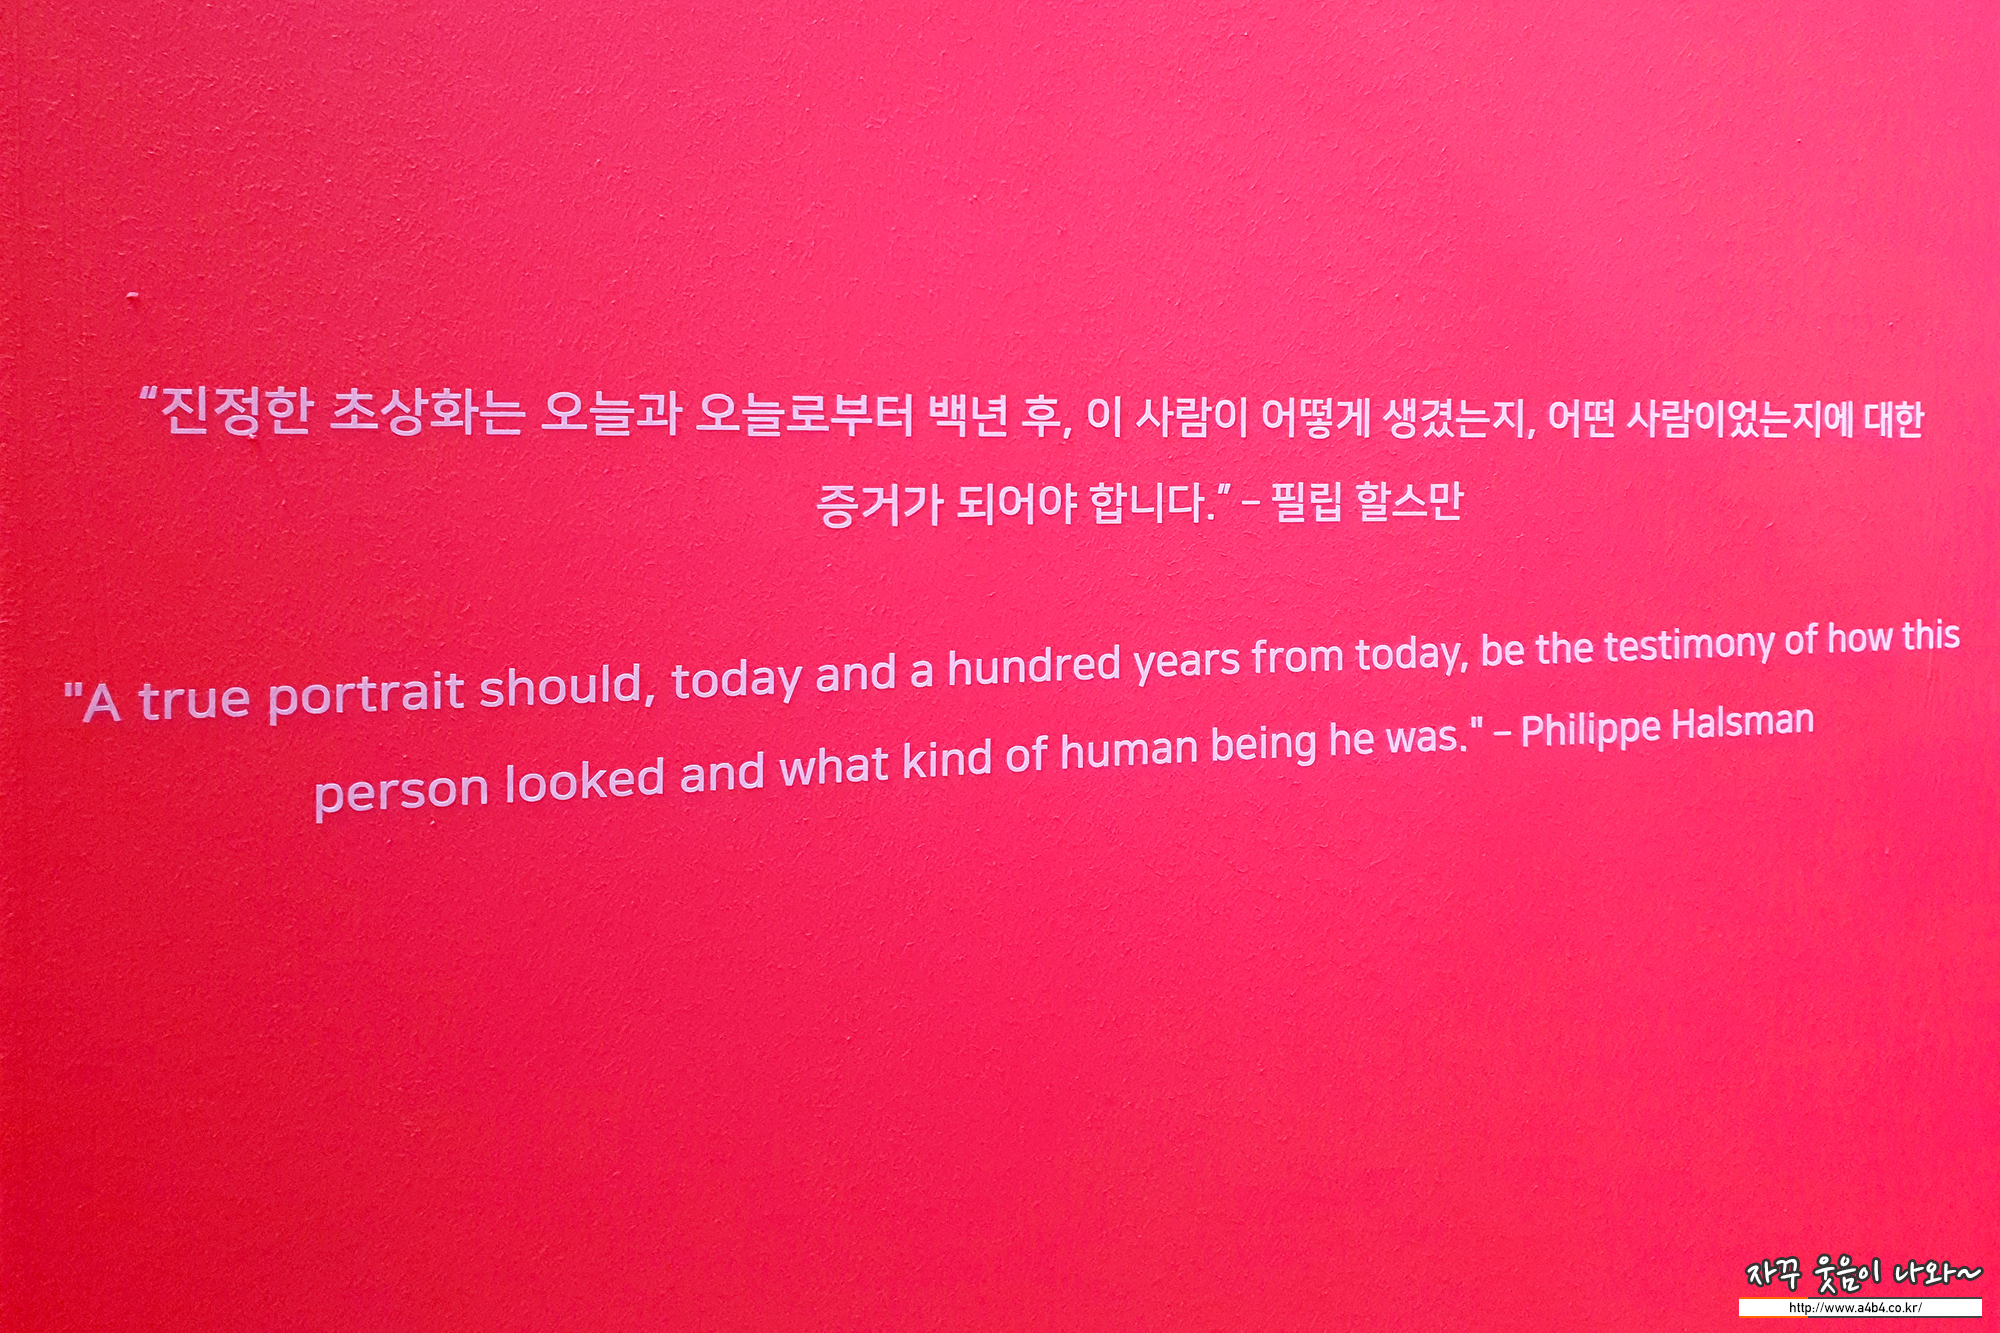 “진정한 초상화는 오늘과 오늘로부터 백년 후, 이 사람이 어떻게 생겼는지, 어떤 사람이었는지에 대한
증거가 되어야 합니다.” – 필립 할스만
"A true portrait should, today and a hundred years from today, be the testimony of how this
person looked and what kind of human being he was." – Philippe Halsman
자꾸 웃음이 나와~
http://www.a4b4.co.kr/